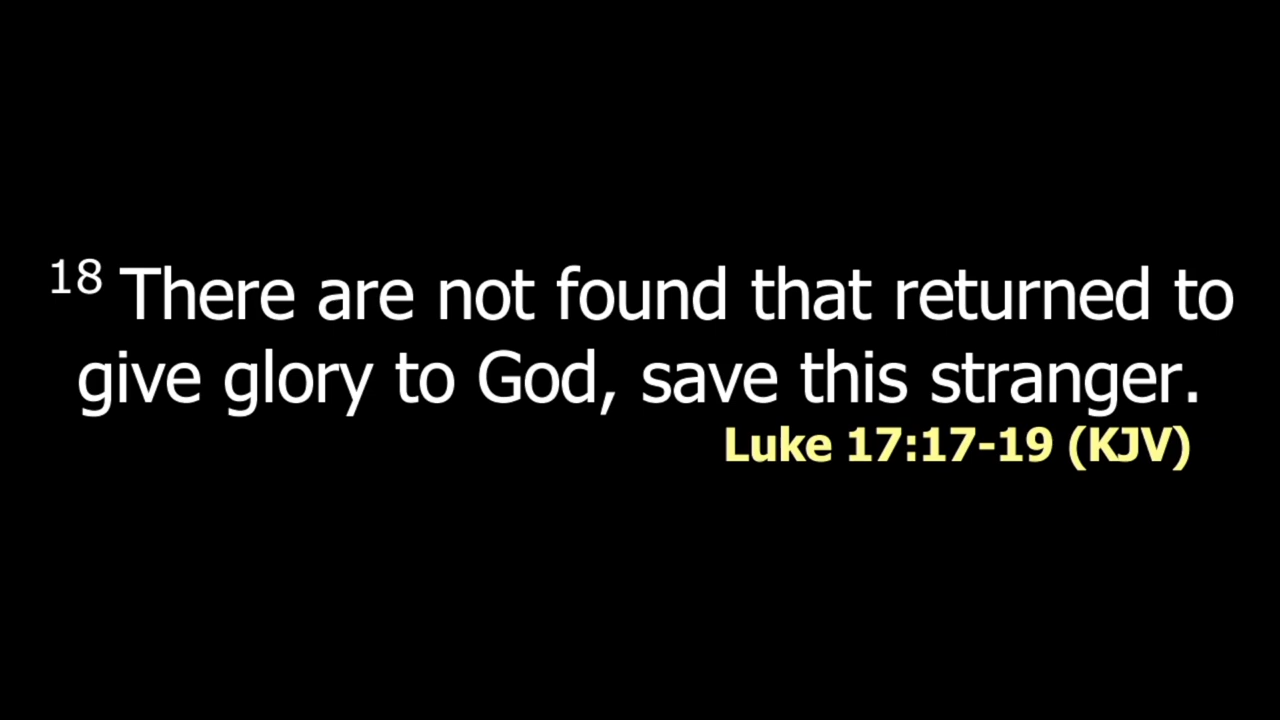 18 There are not found that returned to
give glory to God, save this stranger.
Luke 17:17-19 (KJV)